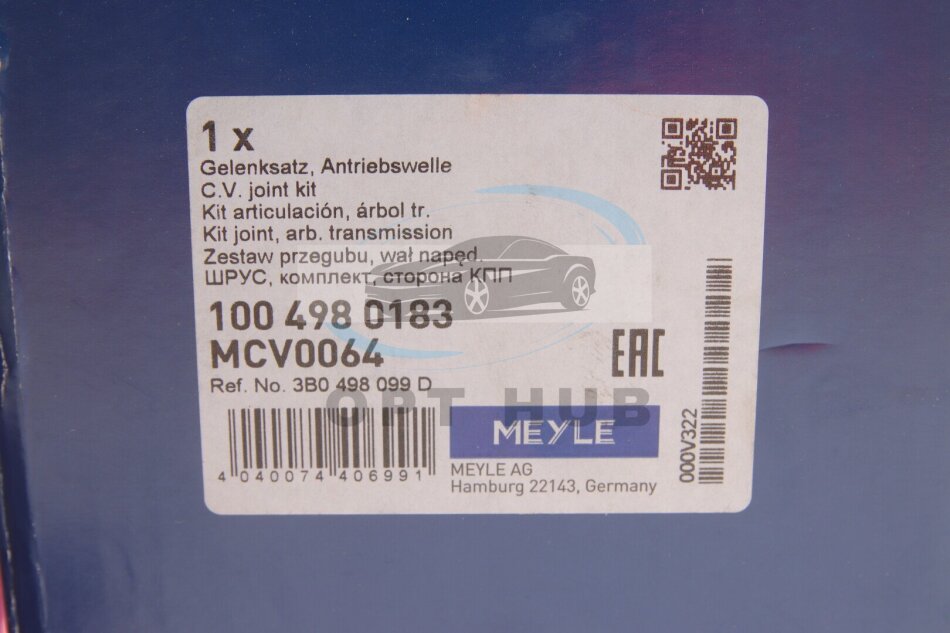 1 x
Gelenksatz, Antriebswelle
C.V. joint kit
Kit articulación, árbol tr.
Kit joint, arb. transmission
Zestaw przegubu, wał napęd.
ШРУС, комплект, сторона КПП
100 498 0183
MCV0064
Ref. No. 3B0 498 099 D
EAC
OPT HUB
4 040074 406991
MEYLE
MEYLE AG
Hamburg 22143, Germany
000V322